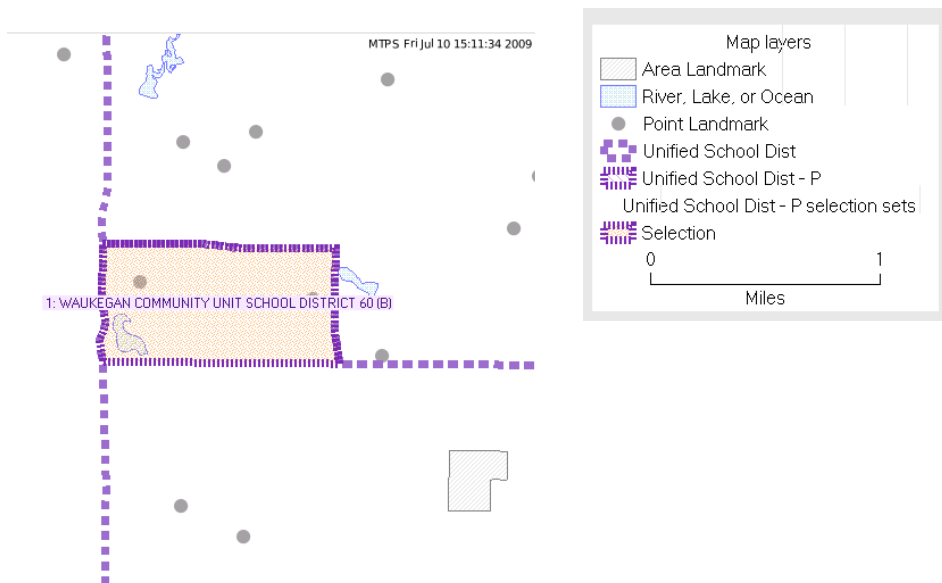 MTPS Fri Jul 10 15:11:34 2009
1: WAUKEGAN COMMUNITY UNIT SCHOOL DISTRICT 60 (B)
Map layers
Area Landmark
River, Lake, or Ocean
Point Landmark
Unified School Dist
Unified School Dist - P
Unified School Dist - P selection sets
Selection
0 1
Miles